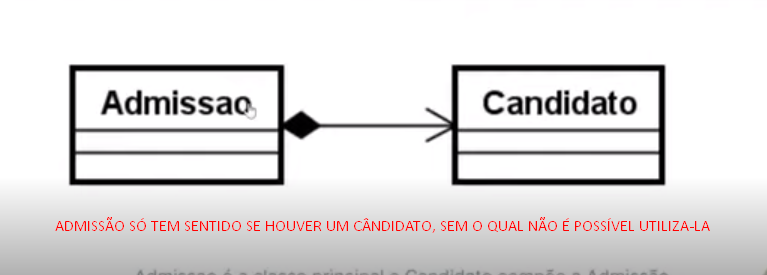 Admissao
Candidato
ADMISSÃO SÓ TEM SENTIDO SE HOUVER UM CÂNDIDATO, SEM O QUAL NÃO É POSSÍVEL UTILIZA-LA
Admissao é a classe principal e Candidato compõe a Admissão